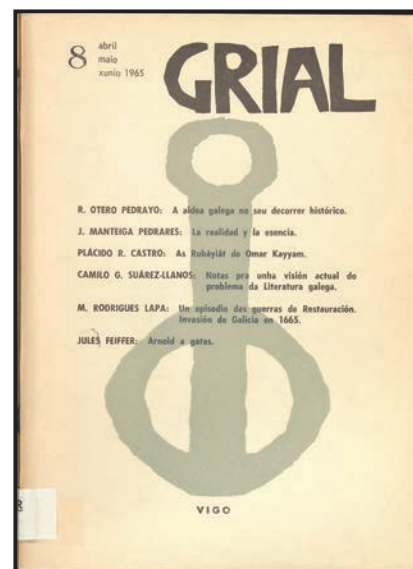 8
abril
maio
xunio 1965
GRIAL
R. OTERO PEDRAYO: A aldea galega no seu decorrer histórico.
J. MANTEIGA PEDRARES: La realidad y la esencia.
PLÁCIDO R. CASTRO: As Rubáyiát de Omar Kayyam.
CAMILO G. SUÁREZ-LLANOS: Notas pra unha visión actual do
problema da Literatura galega.
M. RODRIGUES LAPA: Un episodio das guerras de Restauración.
Invasión de Galicia en 1665.
JULES FEIFFER: Arnold a gatas.
VIGO